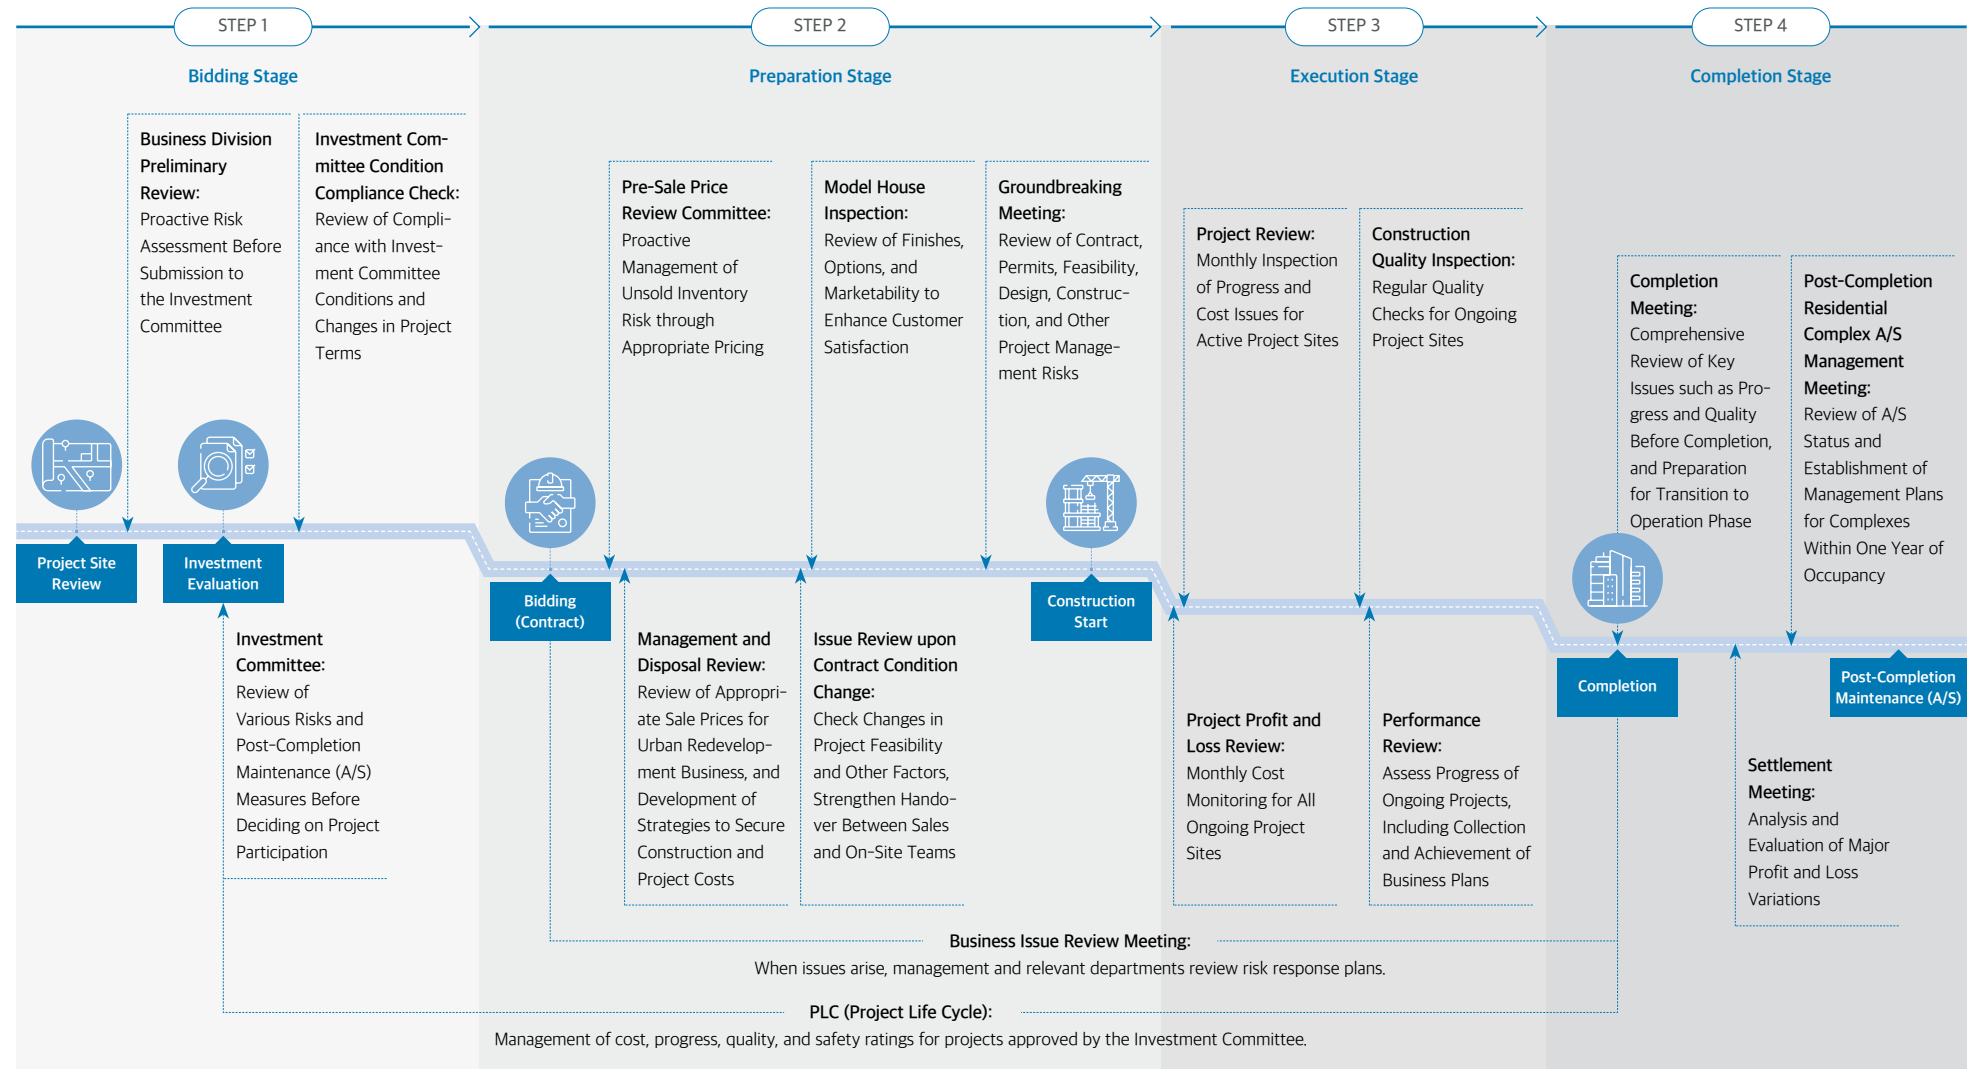 STEP 1
STEP 2
STEP 3
STEP 4
Bidding Stage
Preparation Stage
Execution Stage
Completion Stage
Business Division
Preliminary
Review:
Proactive Risk
Assessment Before
Submission to
the Investment
Committee
Investment Com-
mittee Condition
Compliance Check:
Review of Compli-
ance with Invest-
ment Committee
Conditions and
Changes in Project
Terms
Pre-Sale Price
Review Committee:
Proactive
Management of
Unsold Inventory
Risk through
Appropriate Pricing
Model House
Inspection:
Review of Finishes,
Options, and
Marketability to
Enhance Customer
Satisfaction
Groundbreaking
Meeting:
Review of Contract,
Permits, Feasibility,
Design, Construc-
tion, and Other
Project Manage-
ment Risks
Project Review:
Monthly Inspection
of Progress and
Cost Issues for
Active Project Sites
Construction
Quality Inspection:
Regular Quality
Checks for Ongoing
Project Sites
Completion
Meeting:
Comprehensive
Review of Key
Issues such as Pro-
gress and Quality
Before Completion,
and Preparation
for Transition to
Operation Phase
Post-Completion
Residential
Complex A/S
Management
Meeting:
Review of A/S
Status and
Establishment of
Management Plans
for Complexes
Within One Year of
Occupancy
Project Site
Review
Investment
Evaluation
Bidding
(Contract)
Construction
Start
Completion
Post-Completion
Maintenance (A/S)
Investment
Committee:
Review of
Various Risks and
Post-Completion
Maintenance (A/S)
Measures Before
Deciding on Project
Participation
Management and
Disposal Review:
Review of Appropri-
ate Sale Prices for
Urban Redevelop-
ment Business, and
Development of
Strategies to Secure
Construction and
Project Costs
Issue Review upon
Contract Condition
Change:
Check Changes in
Project Feasibility
and Other Factors,
Strengthen Hando-
ver Between Sales
and On-Site Teams
Project Profit and
Loss Review:
Monthly Cost
Monitoring for All
Ongoing Project
Sites
Performance
Review:
Assess Progress of
Ongoing Projects,
Including Collection
and Achievement of
Business Plans
Settlement
Meeting:
Analysis and
Evaluation of Major
Profit and Loss
Variations
Business Issue Review Meeting:
When issues arise, management and relevant departments review risk response plans.
PLC (Project Life Cycle):
Management of cost, progress, quality, and safety ratings for projects approved by the Investment Committee.